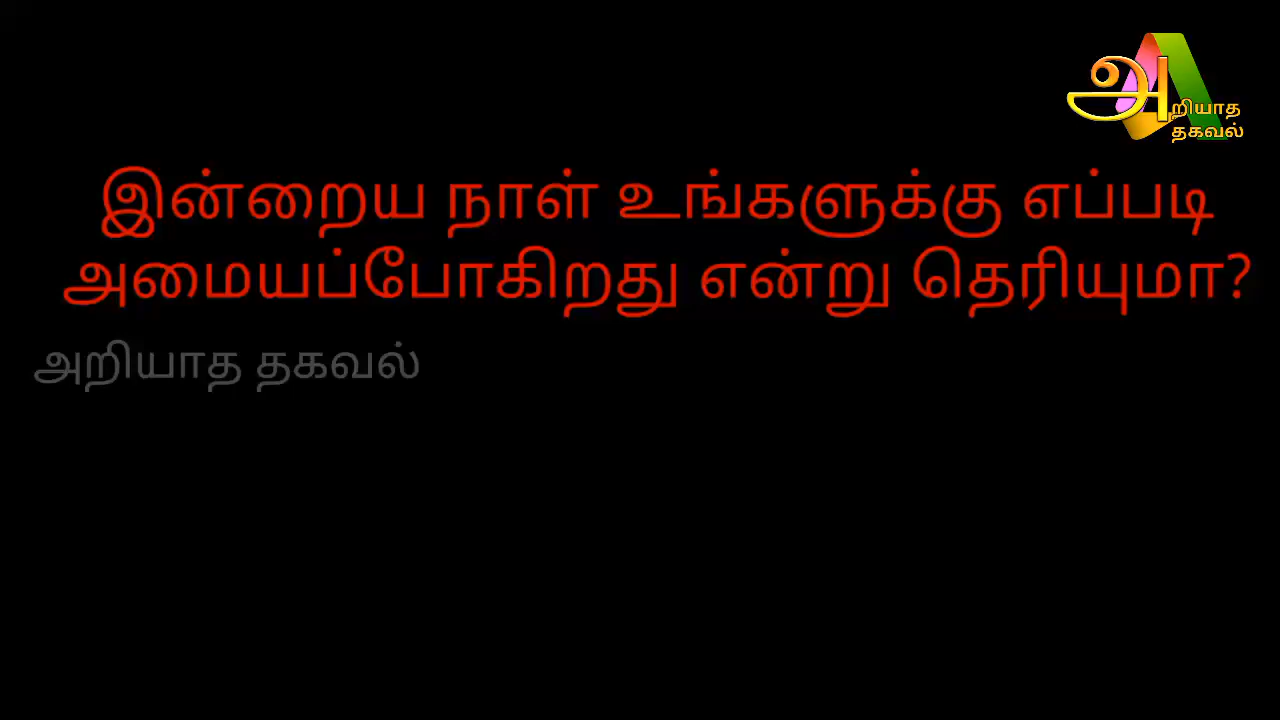 அறியாத
தகவல்
இன்றைய நாள் உங்களுக்கு எப்படி
அமையப்போகிறது என்று தெரியுமா?
அறியாத தகவல்